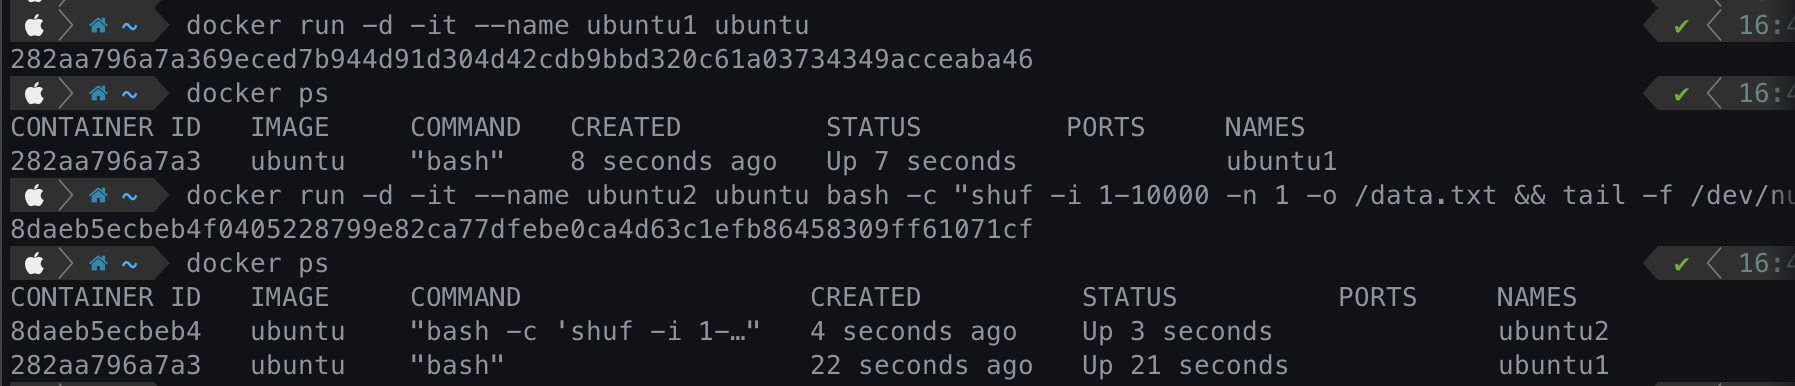 ~ docker run -d -it --name ubuntu1 ubuntu ✔ 16:4
282aa796a7a369eced7b944d91d304d42cdb9bbd320c61a03734349acceaba46
~ docker ps ✔ 16:4
CONTAINER ID IMAGE COMMAND CREATED STATUS PORTS NAMES
282aa796a7a3 ubuntu "bash" 8 seconds ago Up 7 seconds ubuntu1
~ docker run -d -it --name ubuntu2 ubuntu bash -c "shuf -i 1-10000 -n 1 -o /data.txt && tail -f /dev/nu
8daeb5ecbeb4f0405228799e82ca77dfebe0ca4d63c1efb86458309ff61071cf
~ docker ps ✔ 16:4
CONTAINER ID IMAGE COMMAND CREATED STATUS PORTS NAMES
8daeb5ecbeb4 ubuntu "bash -c 'shuf -i 1-…" 4 seconds ago Up 3 seconds ubuntu2
282aa796a7a3 ubuntu "bash" 22 seconds ago Up 21 seconds ubuntu1